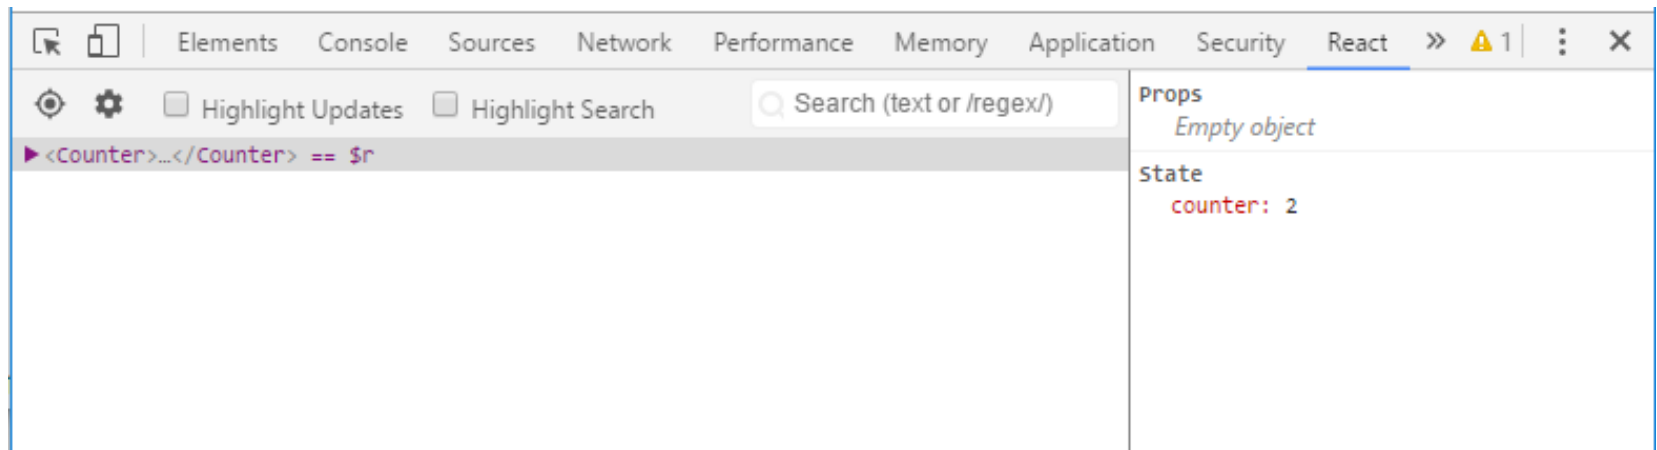 Elements Console Sources Network Performance Memory Application Security React » 1
Highlight Updates Highlight Search Search (text or /regex/)
<Counter>…</Counter> == $r
Props
Empty object
State
counter: 2